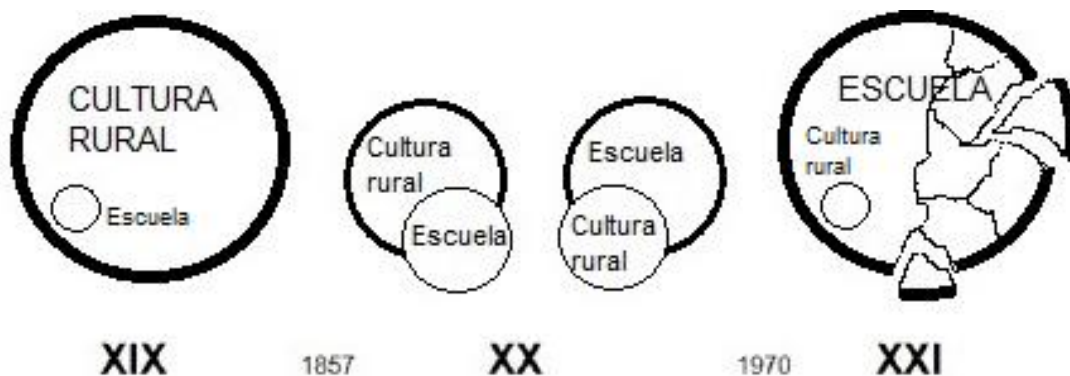 CULTURA
RURAL
Escuela
Cultura
rural
Escuela
Escuela
Cultura
rural
ESCUELA
Cultura
rural
XIX 1857 XX 1970 XXI